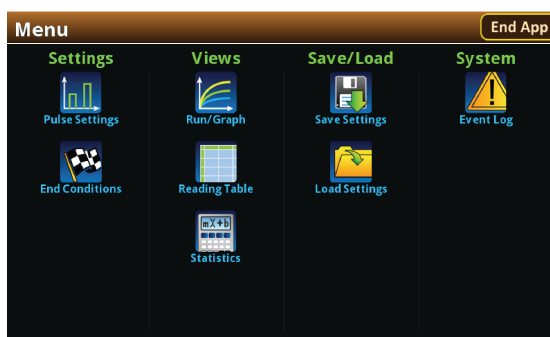 Menu
End App
Settings
Views
Save/Load
System
Pulse Settings
Run/Graph
Save Settings
Event Log
End Conditions
Reading Table
Load Settings
mX+b
Statistics